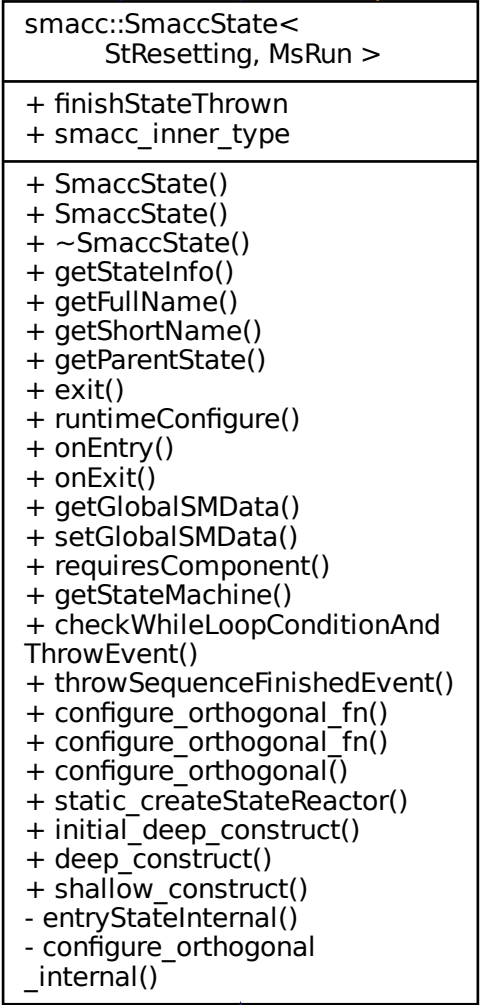 smacc::SmaccState<
StResetting, MsRun >
+ finishStateThrown
+ smacc_inner_type
+ SmaccState()
+ SmaccState()
+ ~SmaccState()
+ getStateInfo()
+ getFullName()
+ getShortName()
+ getParentState()
+ exit()
+ runtimeConfigure()
+ onEntry()
+ onExit()
+ getGlobalSMData()
+ setGlobalSMData()
+ requiresComponent()
+ getStateMachine()
+ checkWhileLoopConditionAnd
ThrowEvent()
+ throwSequenceFinishedEvent()
+ configure_orthogonal_fn()
+ configure_orthogonal_fn()
+ configure_orthogonal()
+ static_createStateReactor()
+ initial_deep_construct()
+ deep_construct()
+ shallow_construct()
- entryStateInternal()
- configure_orthogonal
_internal()